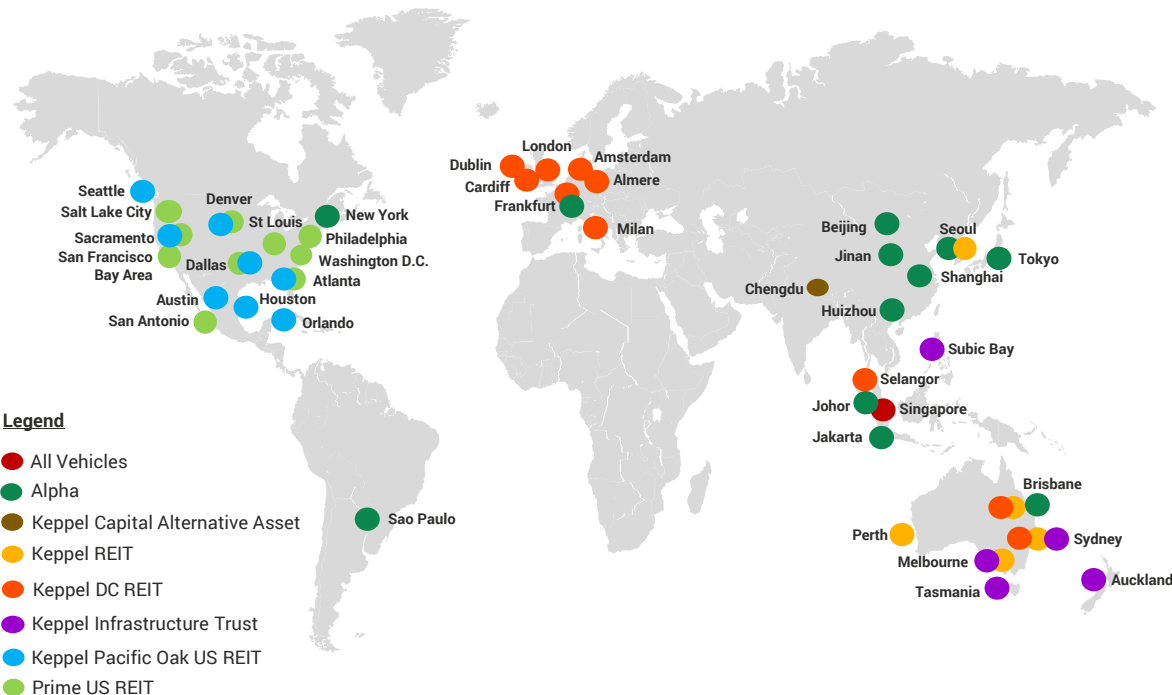 London
Dublin
Amsterdam
Cardiff
Almere
Frankfurt
Milan
Seattle
Denver
Salt Lake City
St Louis
New York
Sacramento
Philadelphia
San Francisco
Bay Area
Dallas
Washington D.C.
Atlanta
Austin
Houston
San Antonio
Orlando
Beijing
Seoul
Jinan
Tokyo
Shanghai
Chengdu
Huizhou
Subic Bay
Selangor
Johor
Singapore
Jakarta
Sao Paulo
Brisbane
Perth
Sydney
Melbourne
Auckland
Tasmania
Legend
All Vehicles
Alpha
Keppel Capital Alternative Asset
Keppel REIT
Keppel DC REIT
Keppel Infrastructure Trust
Keppel Pacific Oak US REIT
Prime US REIT